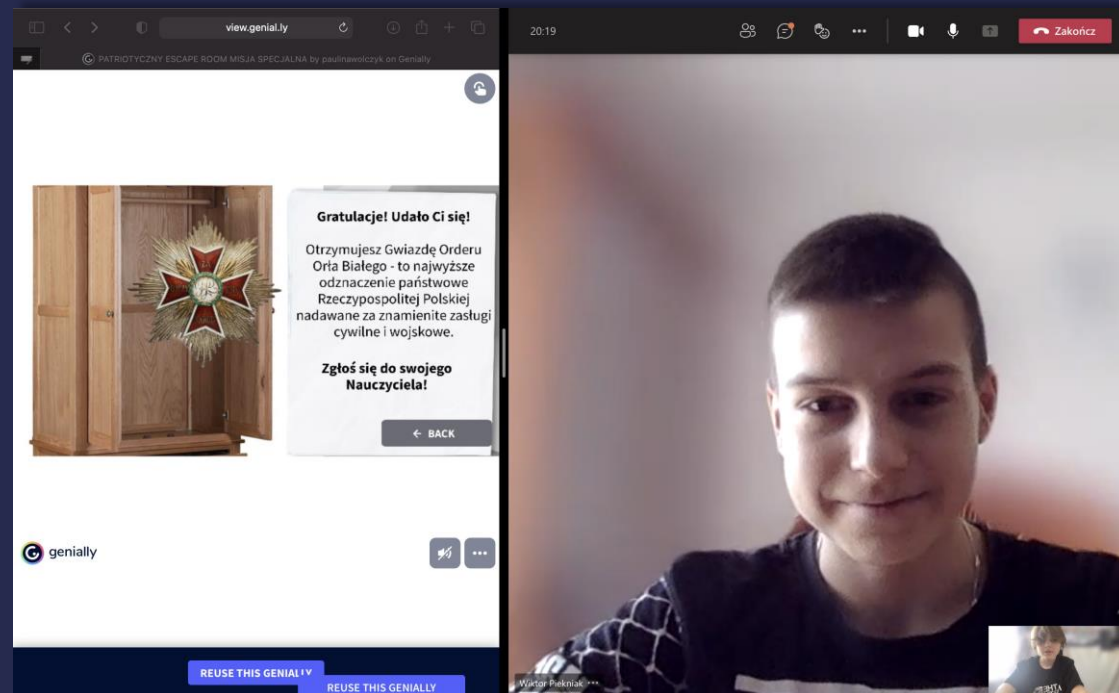 view.genial.ly
PATRIOTYCZNY ESCAPE ROOM MISJA SPECJALNA by paulinawolczyk on Genially
Gratulacje! Udało Ci się!
Otrzymujesz Gwiazdę Orderu
Orła Białego - to najwyższe
odznaczenie państwowe
Rzeczypospolitej Polskiej
nadawane za znamienite zasługi
cywilne i wojskowe.
Zgłoś się do swojego
Nauczyciela!
← BACK
genially
REUSE THIS GENIALLY
REUSE THIS GENIALLY
20:19
Zakończ
Wiktor Piekniak